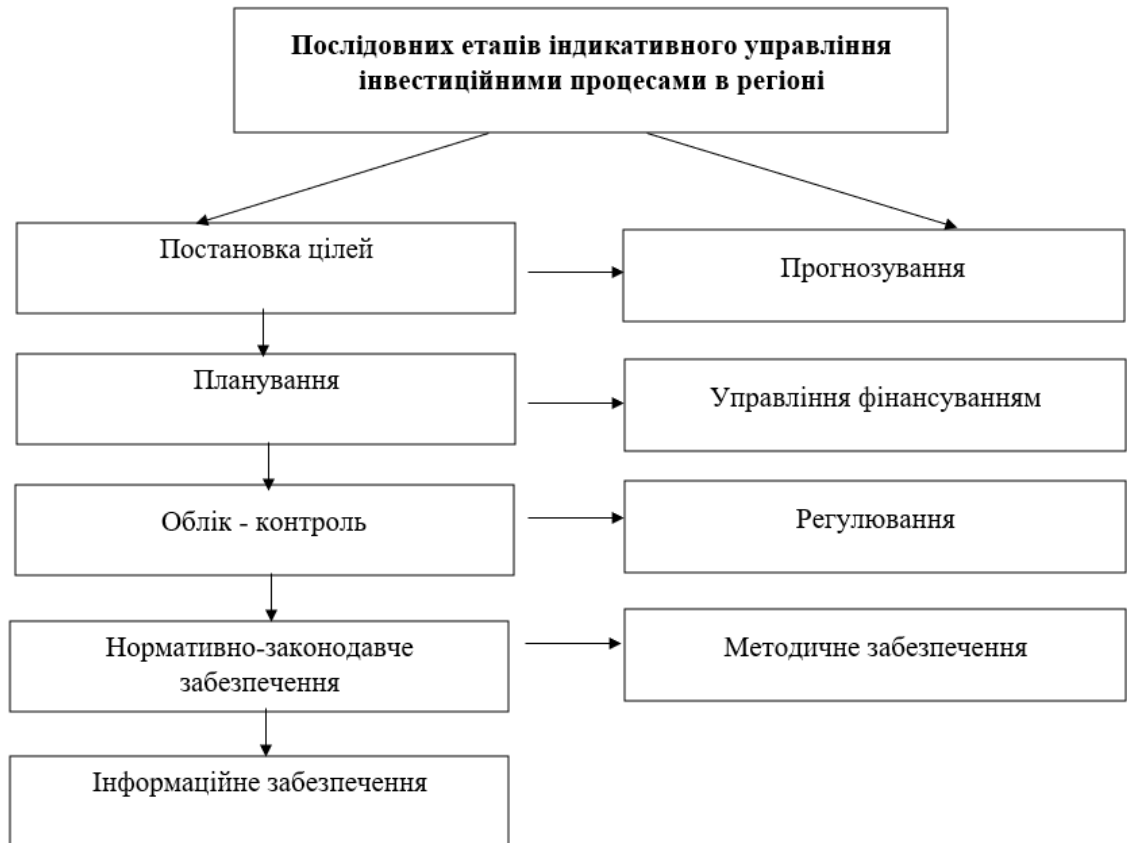 Послідовних етапів індикативного управління
інвестиційними процесами в регіоні
Постановка цілей
Прогнозування
Планування
Управління фінансуванням
Облік - контроль
Регулювання
Нормативно-законодавче
забезпечення
Методичне забезпечення
Інформаційне забезпечення